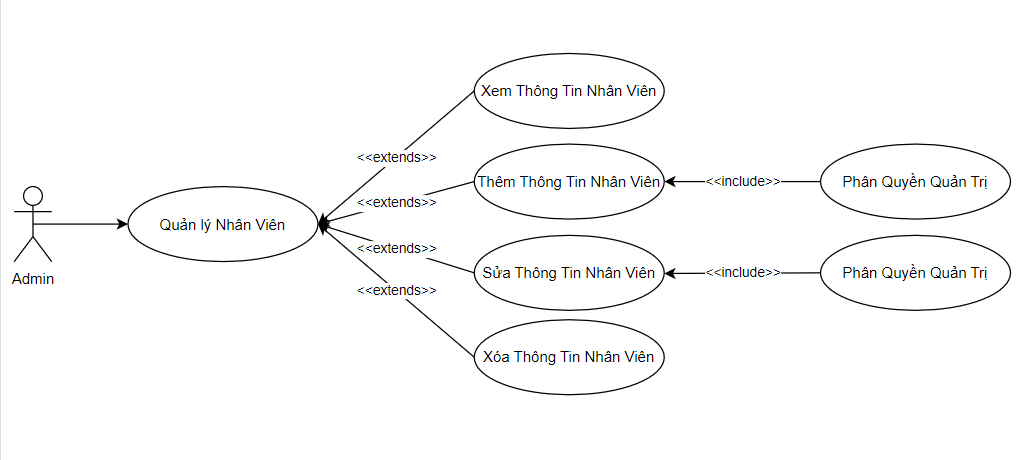 Xem Thông Tin Nhân Viên
<<extends>>
Thêm Thông Tin Nhân Viên
<<include>>
Phân Quyền Quản Trị
<<extends>>
Quản lý Nhân Viên
<<extends>>
Sửa Thông Tin Nhân Viên
<<include>>
Phân Quyền Quản Trị
Admin
<<extends>>
Xóa Thông Tin Nhân Viên